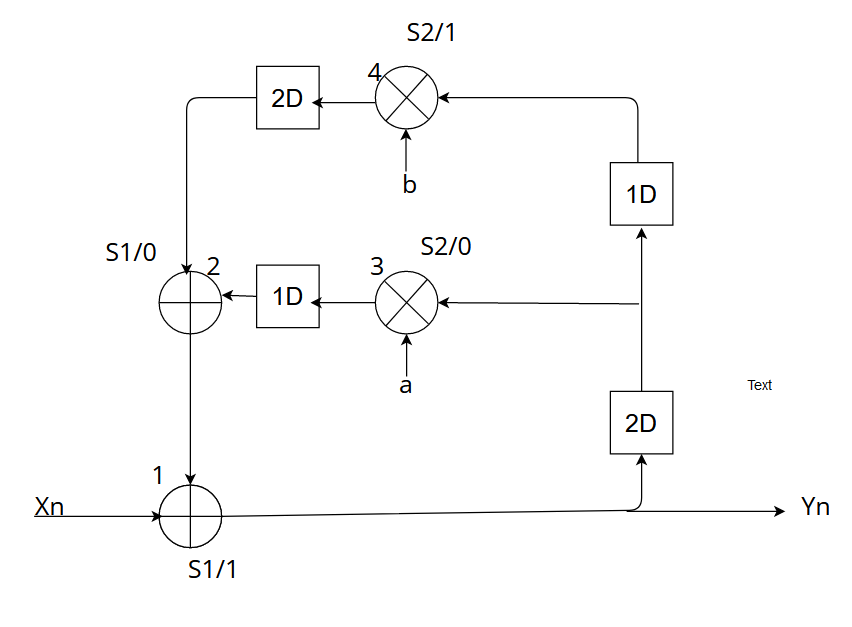 S2/1
4
2D
b
1D
S1/0
2
S2/0
3
1D
a
Text
2D
1
Xn
Yn
S1/1